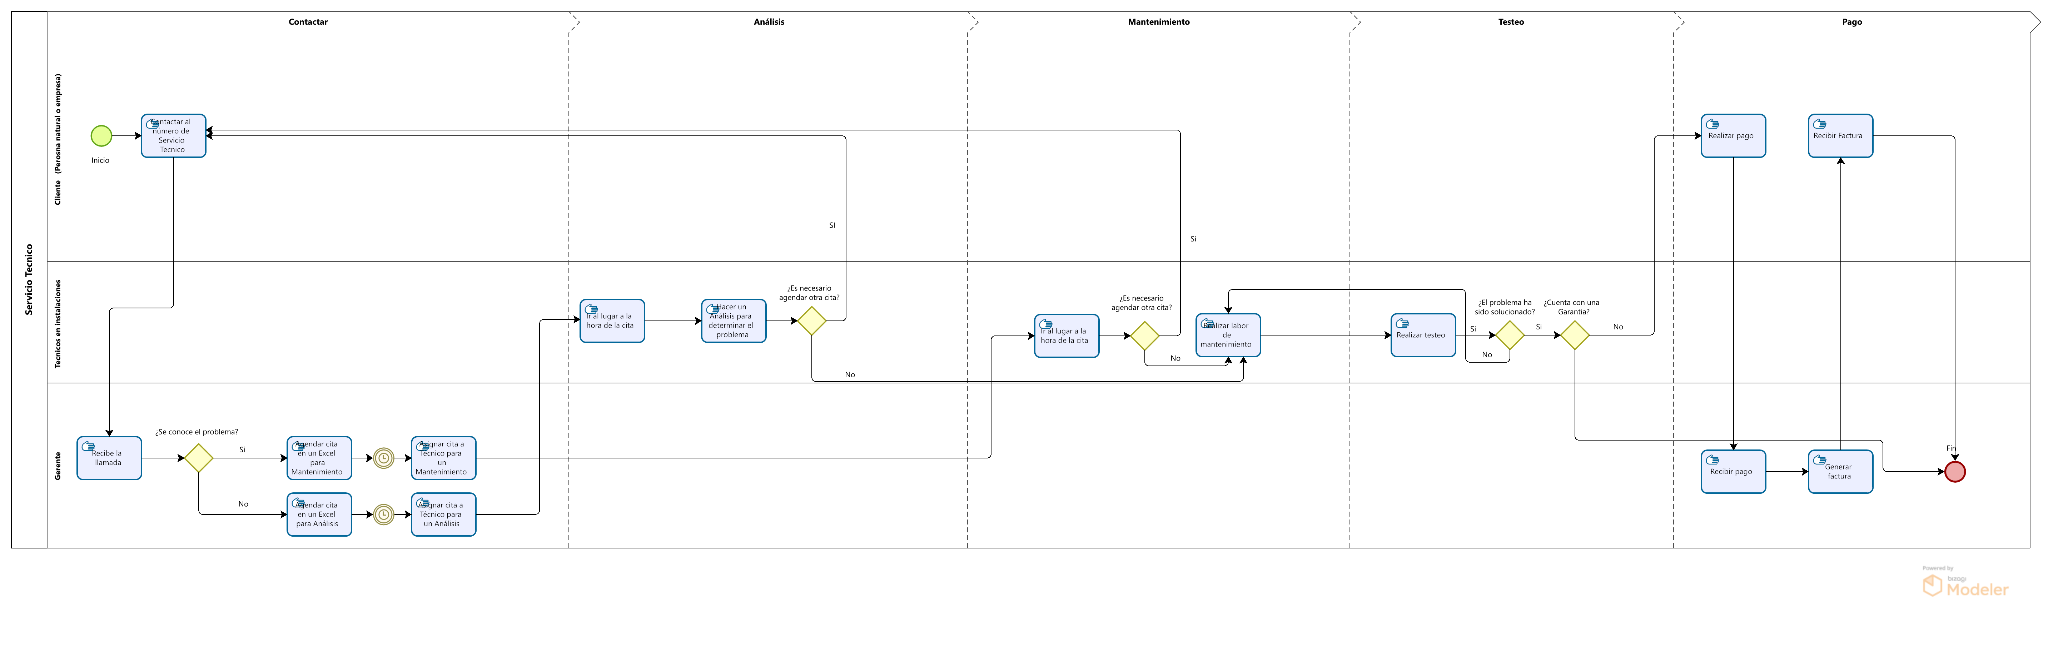 Contactar
Análisis
Mantenimiento
Testeo
Pago
Servicio Tecnico
Cliente (Perosna natural o empresa)
Inicio
Contactar al
número de
Servicio
Tecnico
SI
Si
Realizar pago
Recibir Factura
Tecnicos en instalaciones
Ir al lugar a la
hora de la cita
Hacer un
Analisis para
determinar el
problema
¿Es necesario
agendar otra cita?
No
Ir al lugar a la
hora de la cita
¿Es necesario
agendar otra cita?
No
Realizar labor
de
mantenimiento
Realizar testeo
Si
¿El problema ha
sido solucionado?
No
Si
¿Cuenta con una
Garantia?
No
Gerente
Recibe la
llamada
¿Se conoce el problema?
Si
No
Agendar cita
en un Excel
para
Mantenimiento
Asignar cita a
Técnico para
un
Mantenimiento
Agendar cita
en un Excel
para Análisis
Asignar cita a
Técnico para
un Análisis
Recibir pago
Generar
factura
Fin
Powered by
bizagi
Modeler